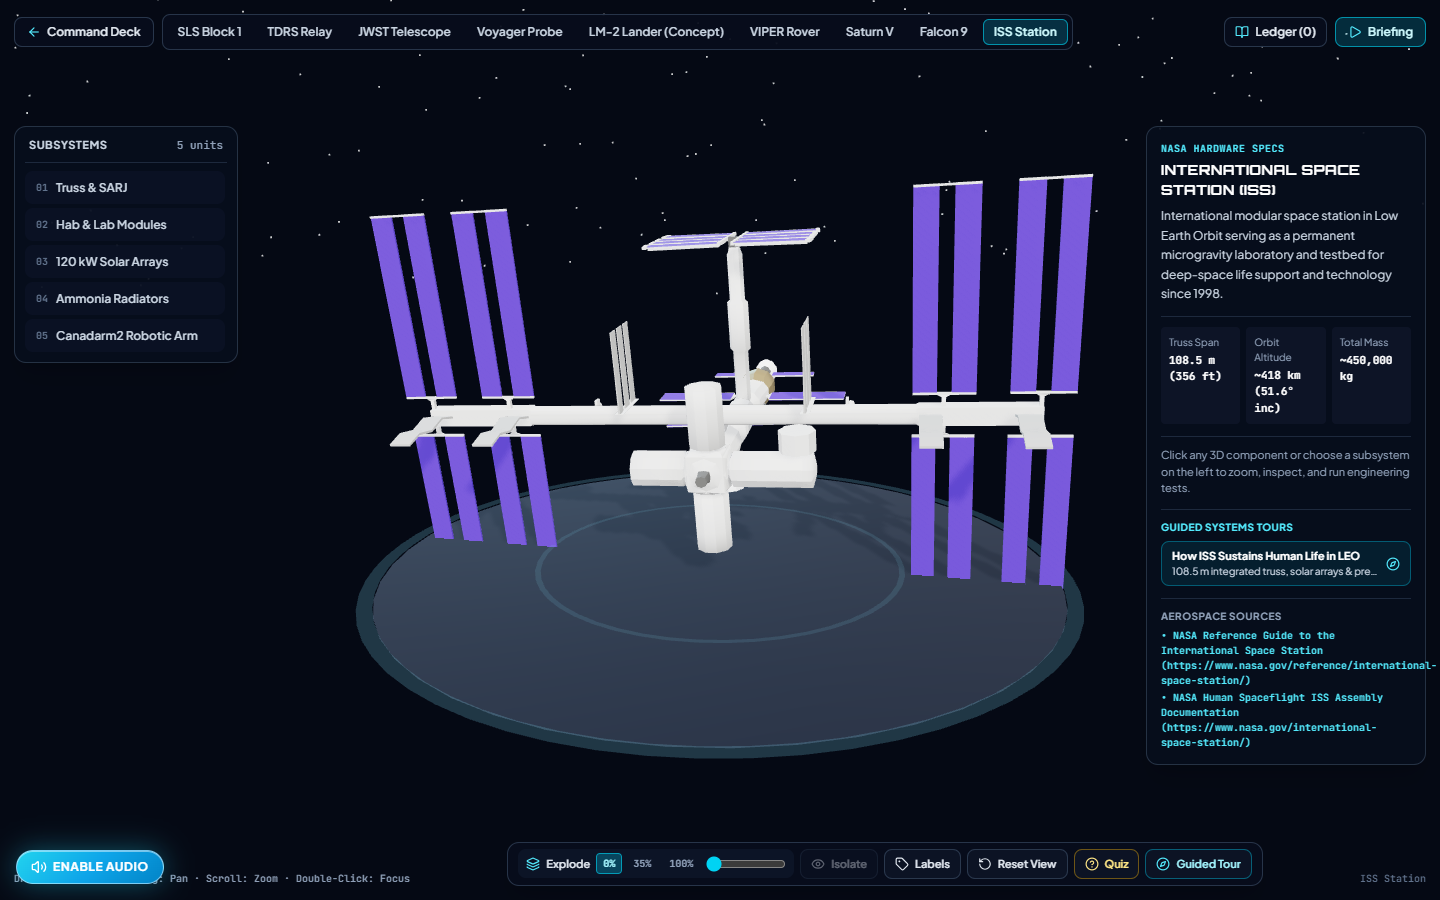 Command Deck
SLS Block 1
TDRS Relay
JWST Telescope
Voyager Probe
LM-2 Lander (Concept)
VIPER Rover
Saturn V
Falcon 9
ISS Station
Ledger (0)
Briefing
SUBSYSTEMS
5 units
01 Truss & SARJ
02 Hab & Lab Modules
03 120 kW Solar Arrays
04 Ammonia Radiators
05 Canadarm2 Robotic Arm
NASA HARDWARE SPECS
INTERNATIONAL SPACE
STATION (ISS)
International modular space station in Low
Earth Orbit serving as a permanent
microgravity laboratory and testbed for
deep-space life support and technology
since 1998.
Truss Span
108.5 m
(356 ft)
Orbit
Altitude
~418 km
(51.6°
inc)
Total Mass
~450,000
kg
Click any 3D component or choose a subsystem
on the left to zoom, inspect, and run engineering
tests.
GUIDED SYSTEMS TOURS
How ISS Sustains Human Life in LEO
108.5 m integrated truss, solar arrays & pre...
AEROSPACE SOURCES
• NASA Reference Guide to the
International Space Station
(https://www.nasa.gov/reference/international-
space-station/)
• NASA Human Spaceflight ISS Assembly
Documentation
(https://www.nasa.gov/international-
space-station/)
ENABLE AUDIO
Pan · Scroll: Zoom · Double-Click: Focus
Explode
0%
35%
100%
Isolate
Labels
Reset View
Quiz
Guided Tour
ISS Station